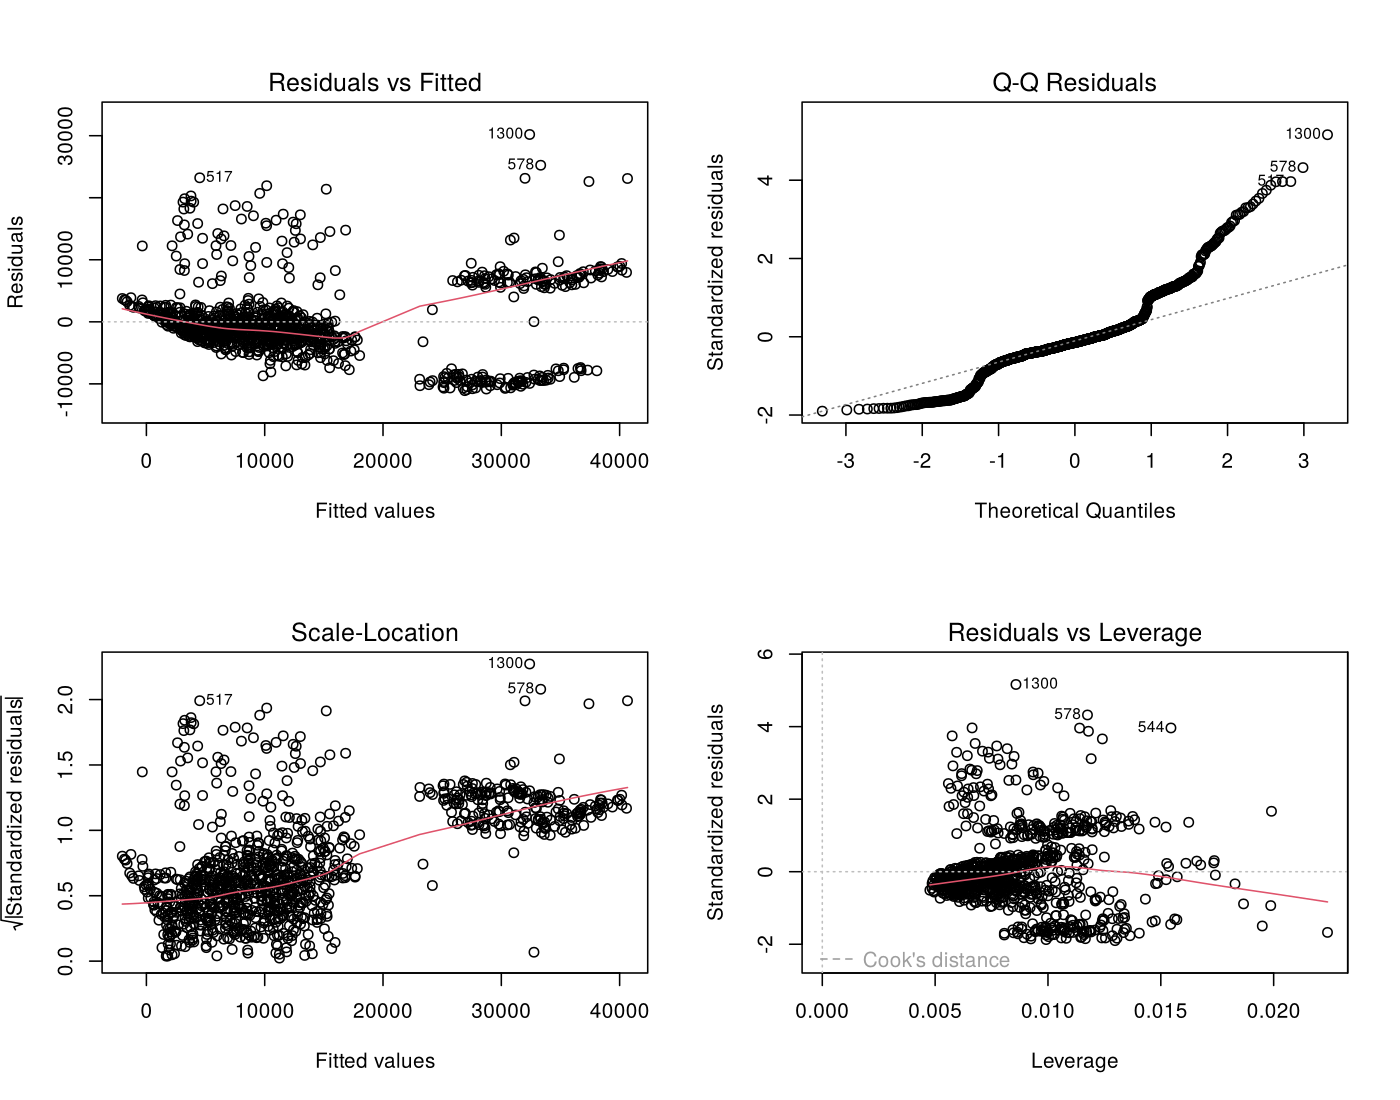 Residuals vs Fitted
Residuals
-10000 0 10000 30000
1300
578
517
0 10000 20000 30000 40000
Fitted values
Q-Q Residuals
Standardized residuals
-2 0 2 4
1300
578
517
-3 -2 -1 0 1 2 3
Theoretical Quantiles
Scale-Location
√|Standardized residuals|
0.0 0.5 1.0 1.5 2.0
1300
578
517
0 10000 20000 30000 40000
Fitted values
Residuals vs Leverage
Standardized residuals
-2 0 2 4 6
1300
578
544
Cook's distance
0.000 0.005 0.010 0.015 0.020
Leverage